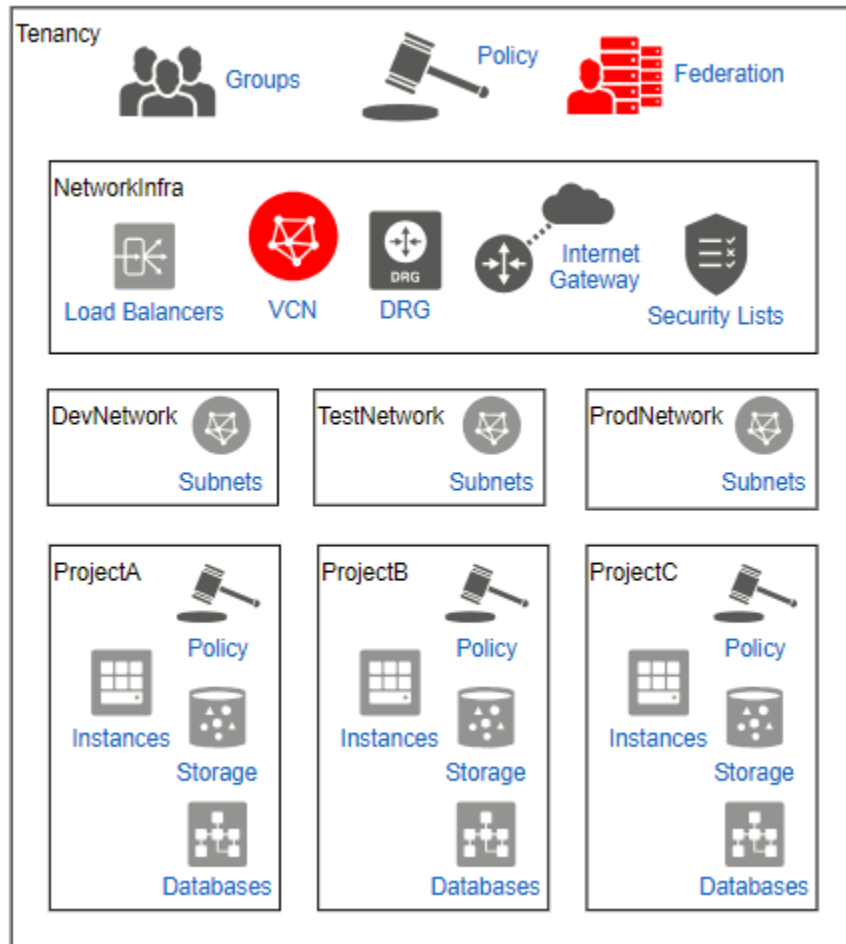 Tenancy
Groups
Policy
Federation
NetworkInfra
Load Balancers
VCN
DRG
DRG
Internet
Gateway
Security Lists
DevNetwork
Subnets
TestNetwork
Subnets
ProdNetwork
Subnets
ProjectA
Policy
Instances
Storage
Databases
ProjectB
Policy
Instances
Storage
Databases
ProjectC
Policy
Instances
Storage
Databases